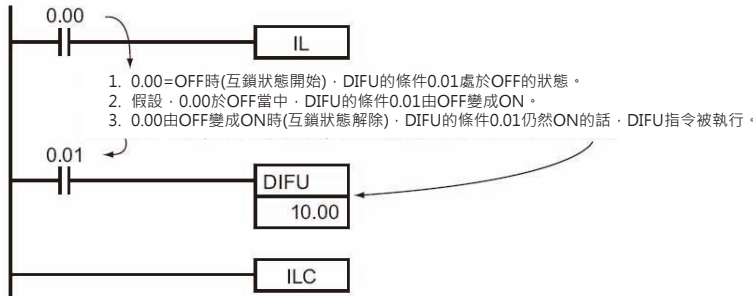 0.00
IL
1. 0.00=OFF時(互鎖狀態開始)，DIFU的條件0.01處於OFF的狀態。
2. 假設，0.00於OFF當中，DIFU的條件0.01由OFF變成ON。
3. 0.00由OFF變成ON時(互鎖狀態解除)，DIFU的條件0.01仍然ON的話，DIFU指令被執行。
0.01
DIFU
10.00
ILC